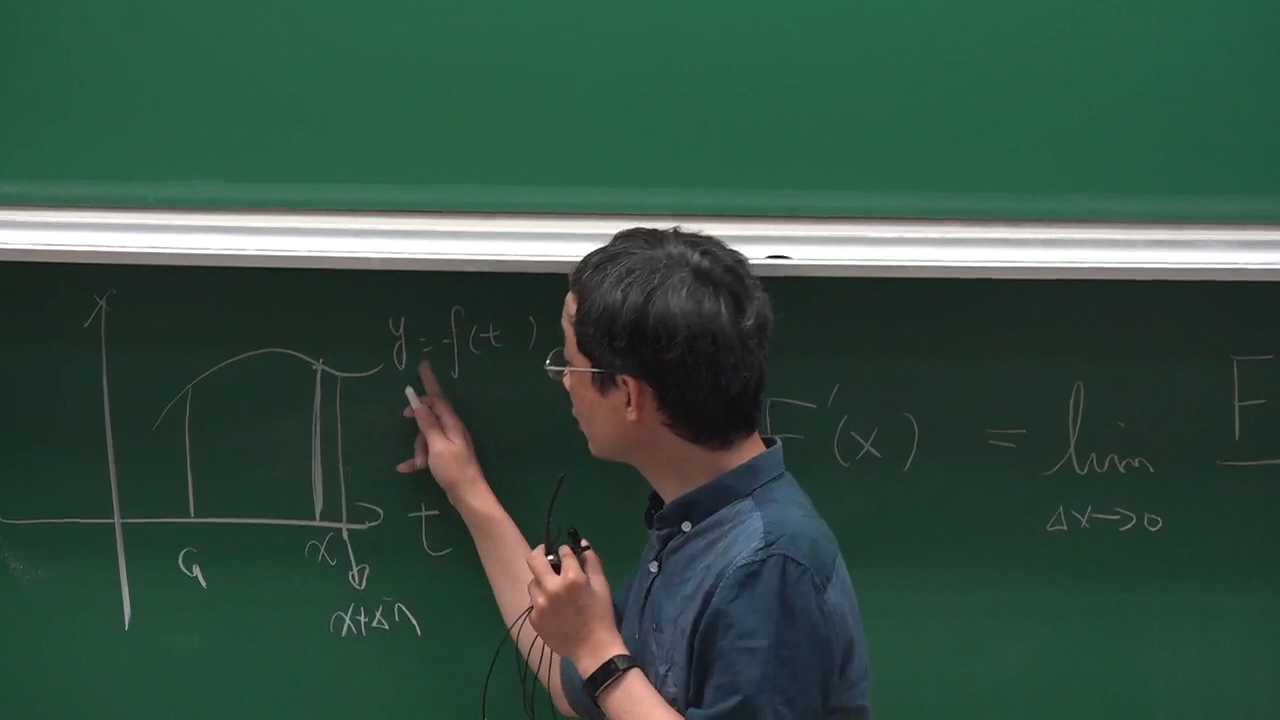 y = f(t)
F'(x) = lim F
Δx→0
t
a
x
x+Δx